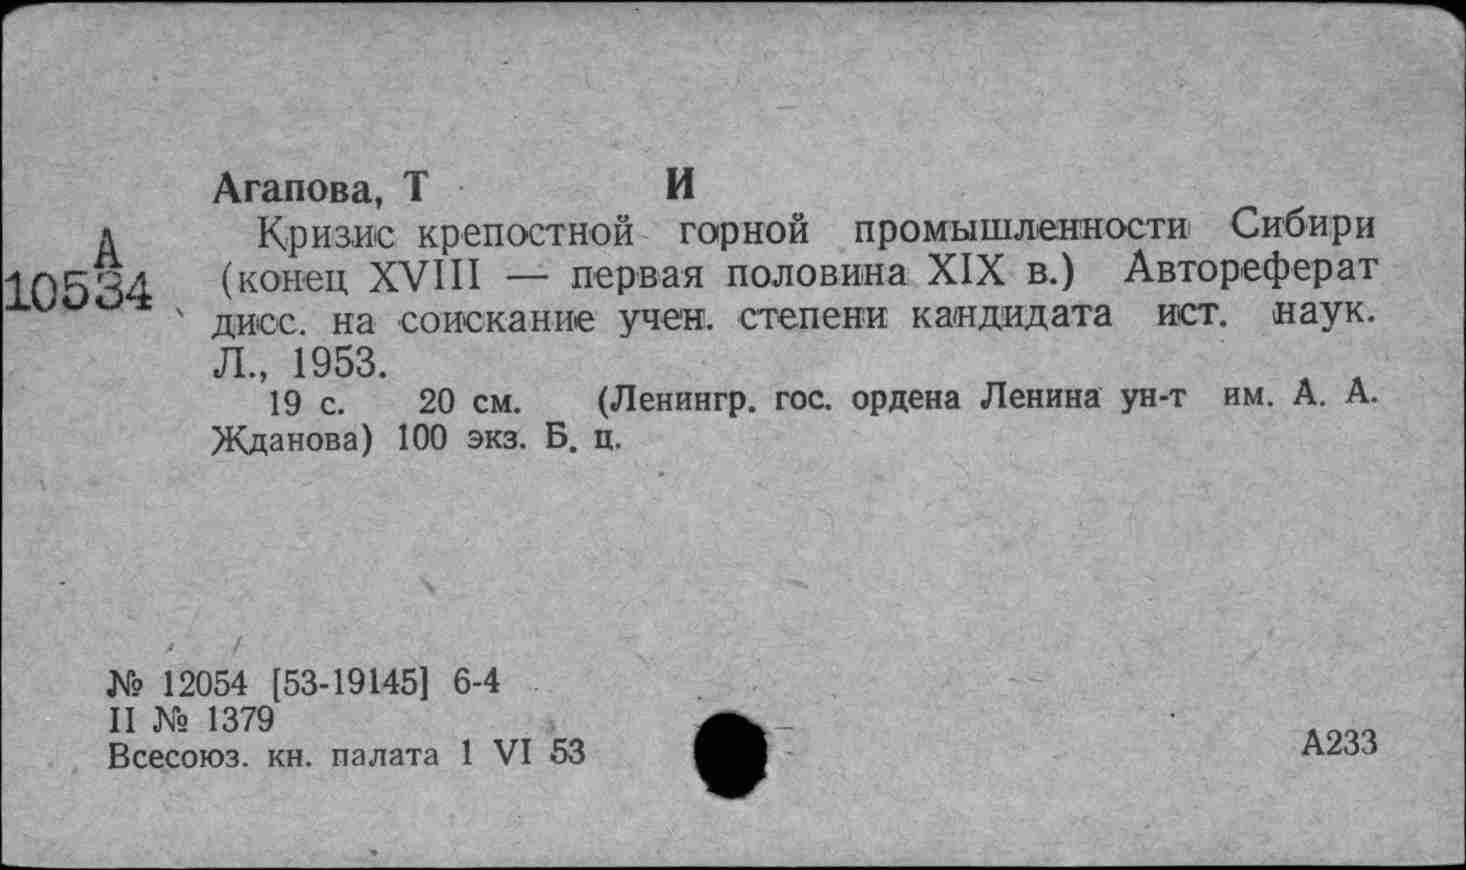 Агапова, Т И
Кризис крепостной горной промышленности Сибири
А
10534
(конец XVIII — первая половина XIX в.) Автореферат
дисс. на соискание учен. степени кандидата ист. наук.
Л., 1953.
19 с. 20 см. (Ленингр. гос. ордена Ленина ун-т им. А. А.
Жданова) 100 экз. Б. ц.
№ 12054 [53-19145] 6-4
II № 1379
Всесоюз. кн. палата 1 VI 53
А233